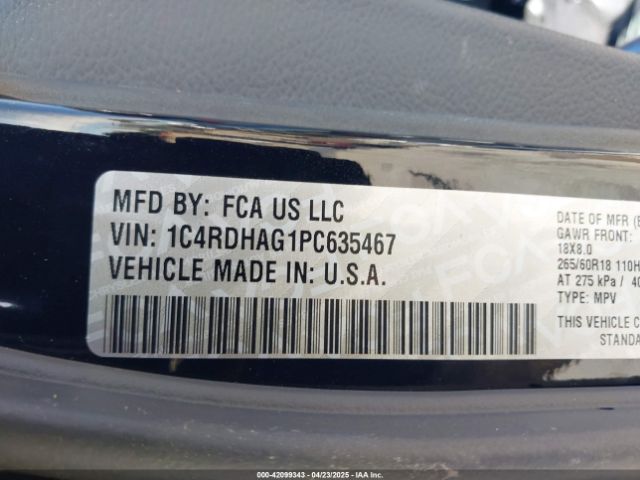 MFD BY: FCA US LLC
VIN: 1C4RDHAG1PC635467
VEHICLE MADE IN: U.S.A.
DATE OF MFR
GAWR FRONT:
18X8.0
265/60R18 110H
AT 275 kPa / 40
TYPE: MPV
THIS VEHICLE
STANDA
000-42099343 | 04/23/2025 - IAA Inc.